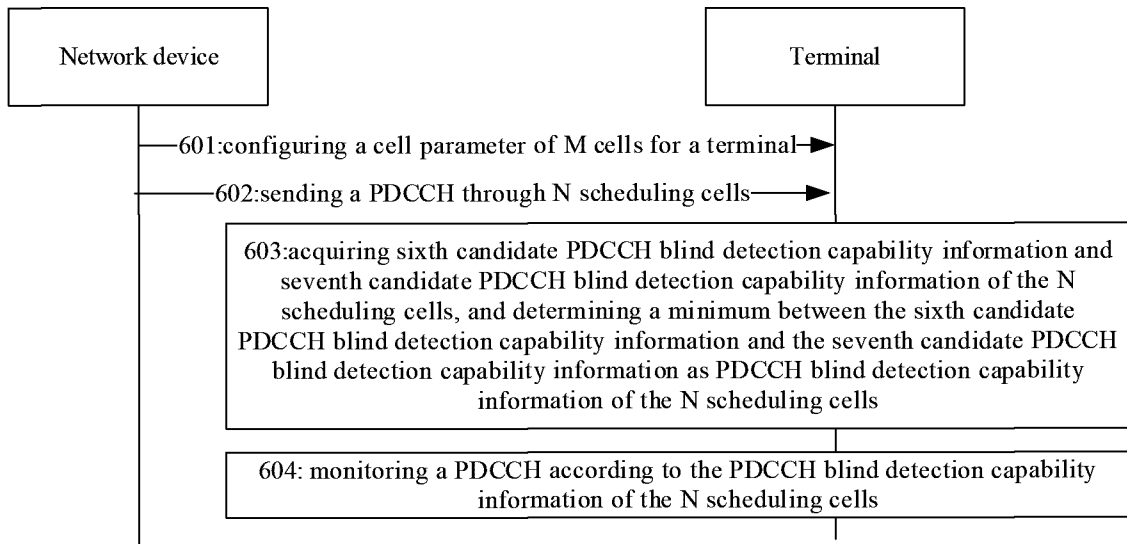 Network device
Terminal
601:configuring a cell parameter of M cells for a terminal
602:sending a PDCCH through N scheduling cells
603:acquiring sixth candidate PDCCH blind detection capability information and
seventh candidate PDCCH blind detection capability information of the N
scheduling cells, and determining a minimum between the sixth candidate
PDCCH blind detection capability information and the seventh candidate PDCCH
blind detection capability information as PDCCH blind detection capability
information of the N scheduling cells
604: monitoring a PDCCH according to the PDCCH blind detection capability
information of the N scheduling cells